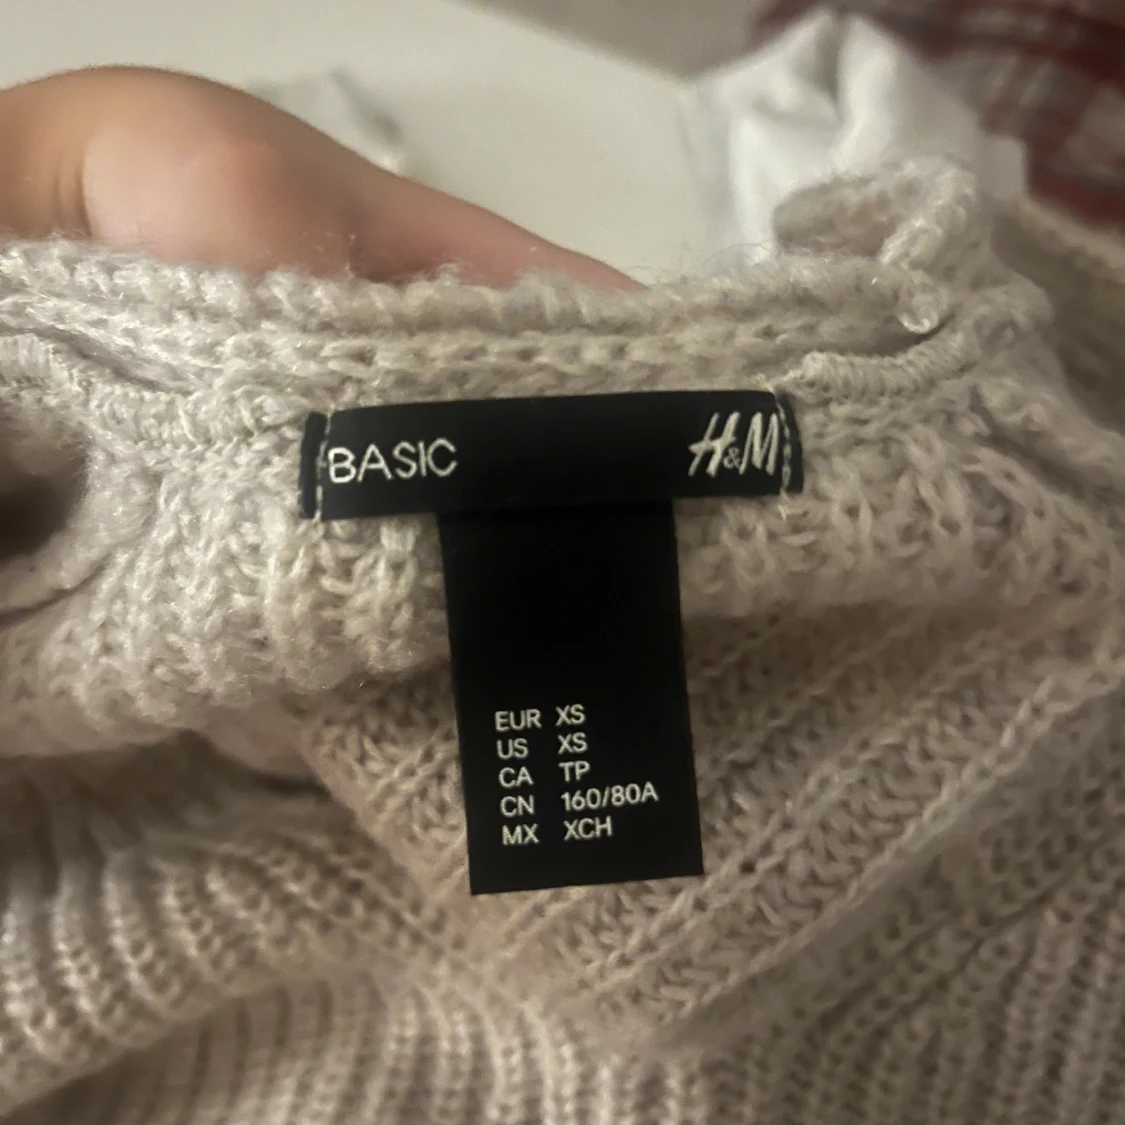 BASIC H&M
EUR XS
US XS
CA TP
CN 160/80A
MX XCH